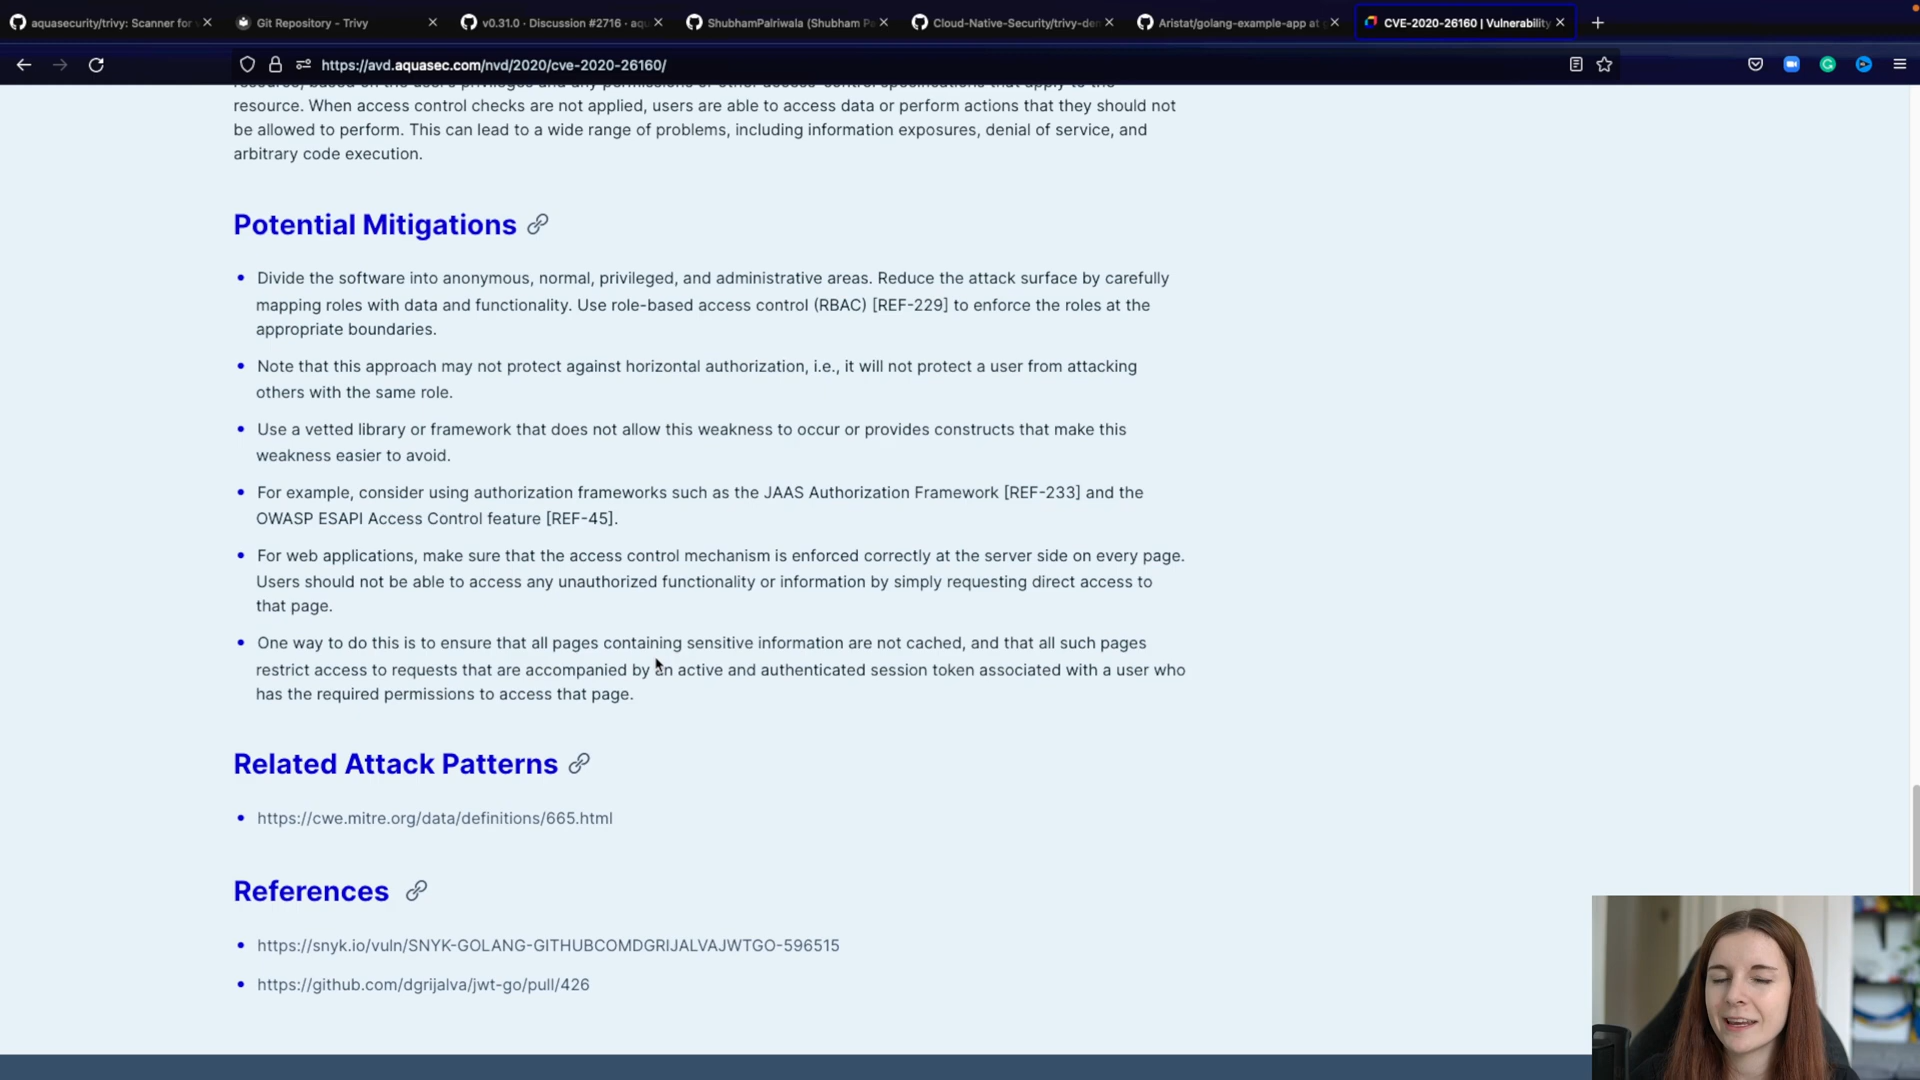 aquasecurity/trivy: Scanner for
Git Repository - Trivy
v0.31.0 · Discussion #2716 · aqu
ShubhamPalriwala (Shubham Pa
Cloud-Native-Security/trivy-der
Aristat/golang-example-app at g
CVE-2020-26160 | Vulnerability
https://avd.aquasec.com/nvd/2020/cve-2020-26160/
resource. When access control checks are not applied, users are able to access data or perform actions that they should not
be allowed to perform. This can lead to a wide range of problems, including information exposures, denial of service, and
arbitrary code execution.
Potential Mitigations
Divide the software into anonymous, normal, privileged, and administrative areas. Reduce the attack surface by carefully
mapping roles with data and functionality. Use role-based access control (RBAC) [REF-229] to enforce the roles at the
appropriate boundaries.
Note that this approach may not protect against horizontal authorization, i.e., it will not protect a user from attacking
others with the same role.
Use a vetted library or framework that does not allow this weakness to occur or provides constructs that make this
weakness easier to avoid.
For example, consider using authorization frameworks such as the JAAS Authorization Framework [REF-233] and the
OWASP ESAPI Access Control feature [REF-45].
For web applications, make sure that the access control mechanism is enforced correctly at the server side on every page.
Users should not be able to access any unauthorized functionality or information by simply requesting direct access to
that page.
One way to do this is to ensure that all pages containing sensitive information are not cached, and that all such pages
restrict access to requests that are accompanied by an active and authenticated session token associated with a user who
has the required permissions to access that page.
Related Attack Patterns
https://cwe.mitre.org/data/definitions/665.html
References
https://snyk.io/vuln/SNYK-GOLANG-GITHUBCOMDGRIJALVAJWTGO-596515
https://github.com/dgrijalva/jwt-go/pull/426